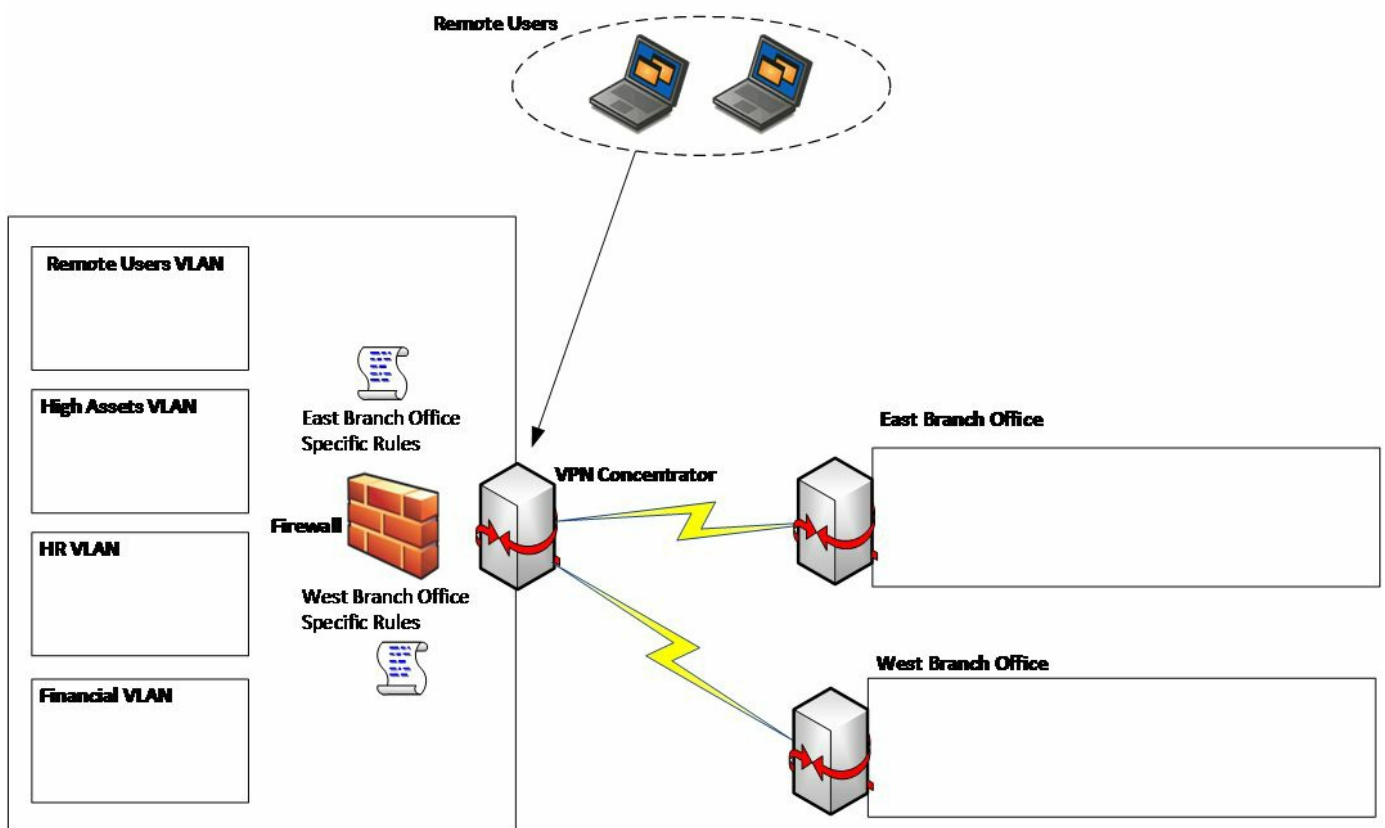 Remote Users
Remote Users VLAN
High Assets VLAN
East Branch Office
Specific Rules
East Branch Office
VPN Concentrator
Firewall
HR VLAN
West Branch Office
Specific Rules
West Branch Office
Financial VLAN